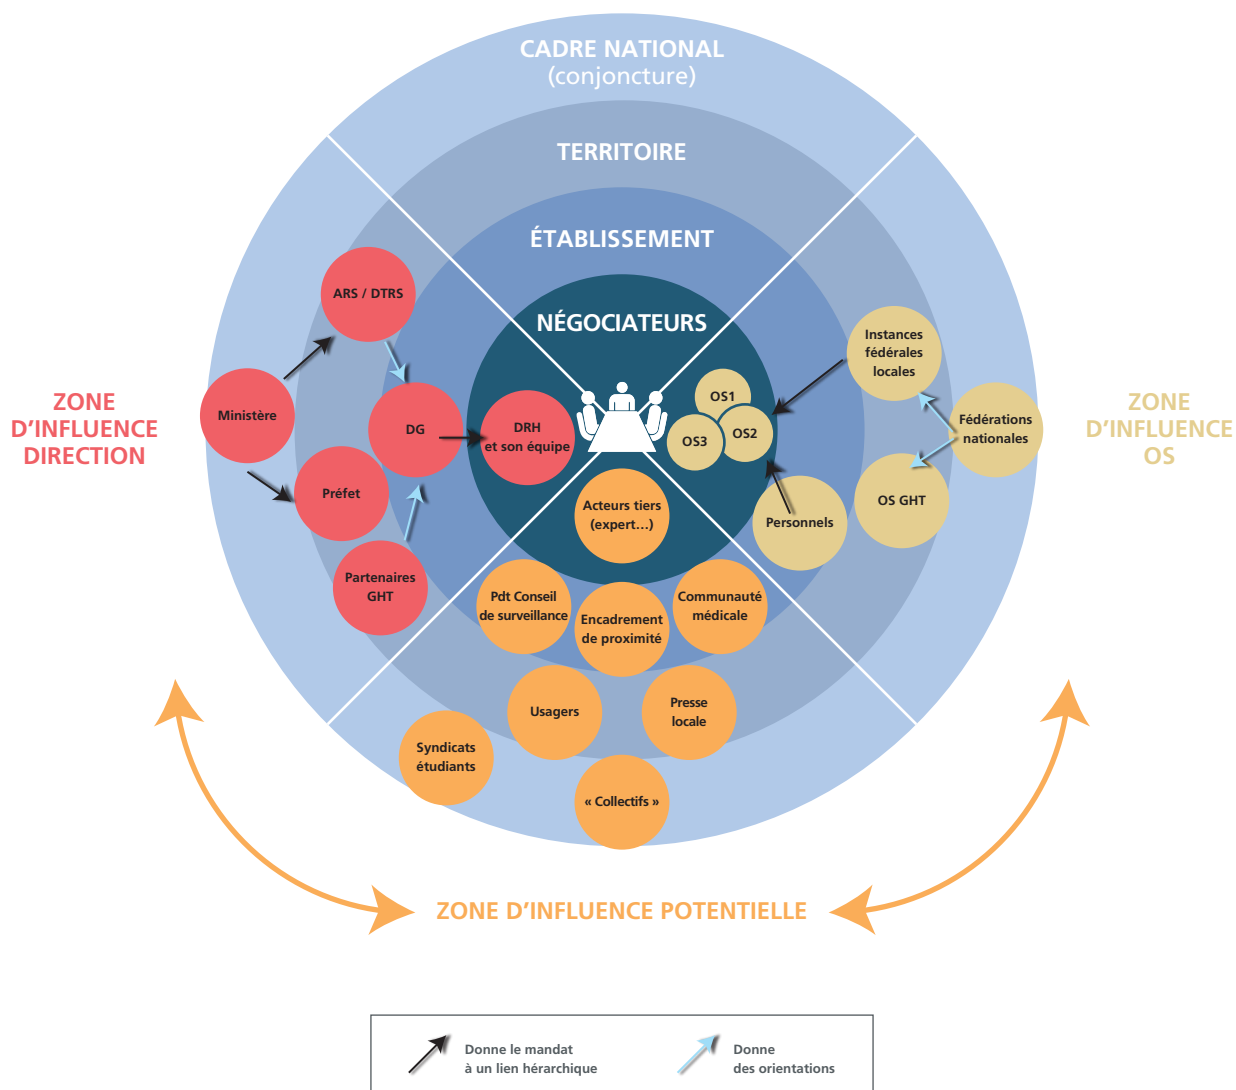 CADRE NATIONAL
(conjoncture)
TERRITOIRE
ÉTABLISSEMENT
NÉGOCIATEURS
ZONE
D'INFLUENCE
DIRECTION
ARS / DTRS
Ministère
DG
DRH
et son équipe
Préfet
Partenaires
GHT
OS1
OS2
OS3
Instances
fédérales
locales
Fédérations
nationales
OS GHT
Personnels
ZONE
D'INFLUENCE
OS
Acteurs tiers
(expert...)
Pdt Conseil
de surveillance
Encadrement
de proximité
Communauté
médicale
Usagers
Presse
locale
Syndicats
étudiants
« Collectifs »
ZONE D’INFLUENCE POTENTIELLE
Donne le mandat
à un lien hiérarchique
Donne
des orientations